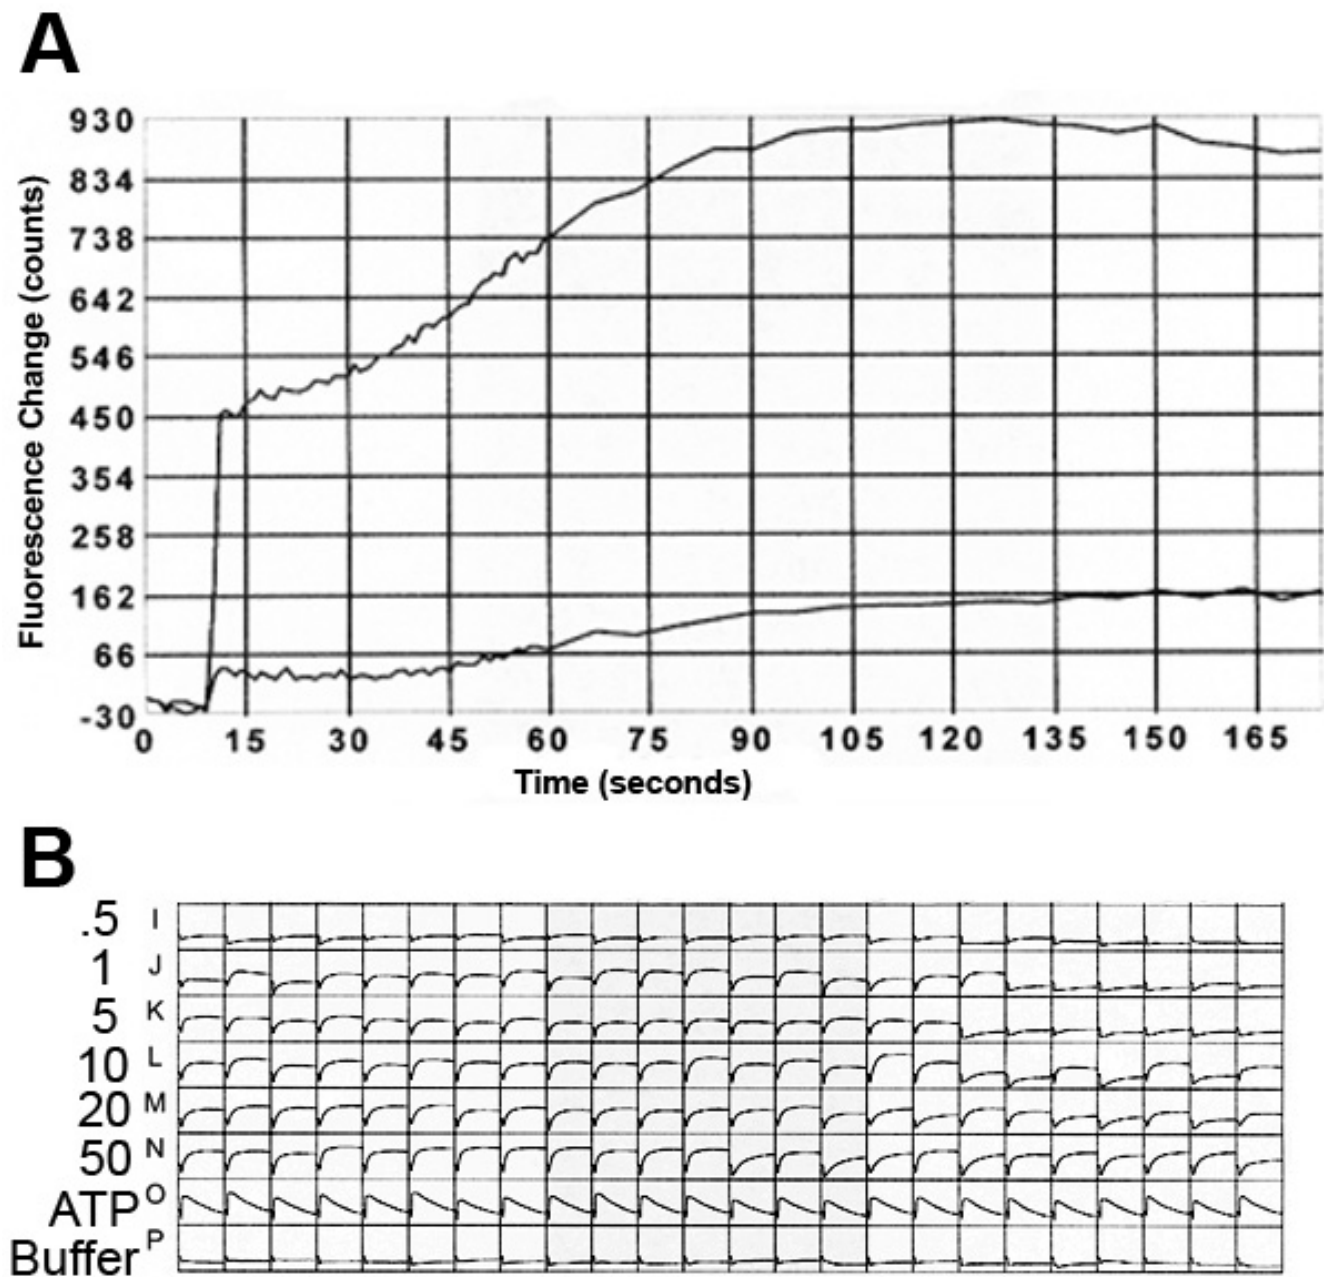 A
Fluorescence Change (counts)
930
834
738
642
546
450
354
258
162
66
-30
0 15 30 45 60 75 90 105 120 135 150 165
Time (seconds)
B
.5 I
1 J
5 K
10 L
20 M
50 N
ATP O
Buffer P